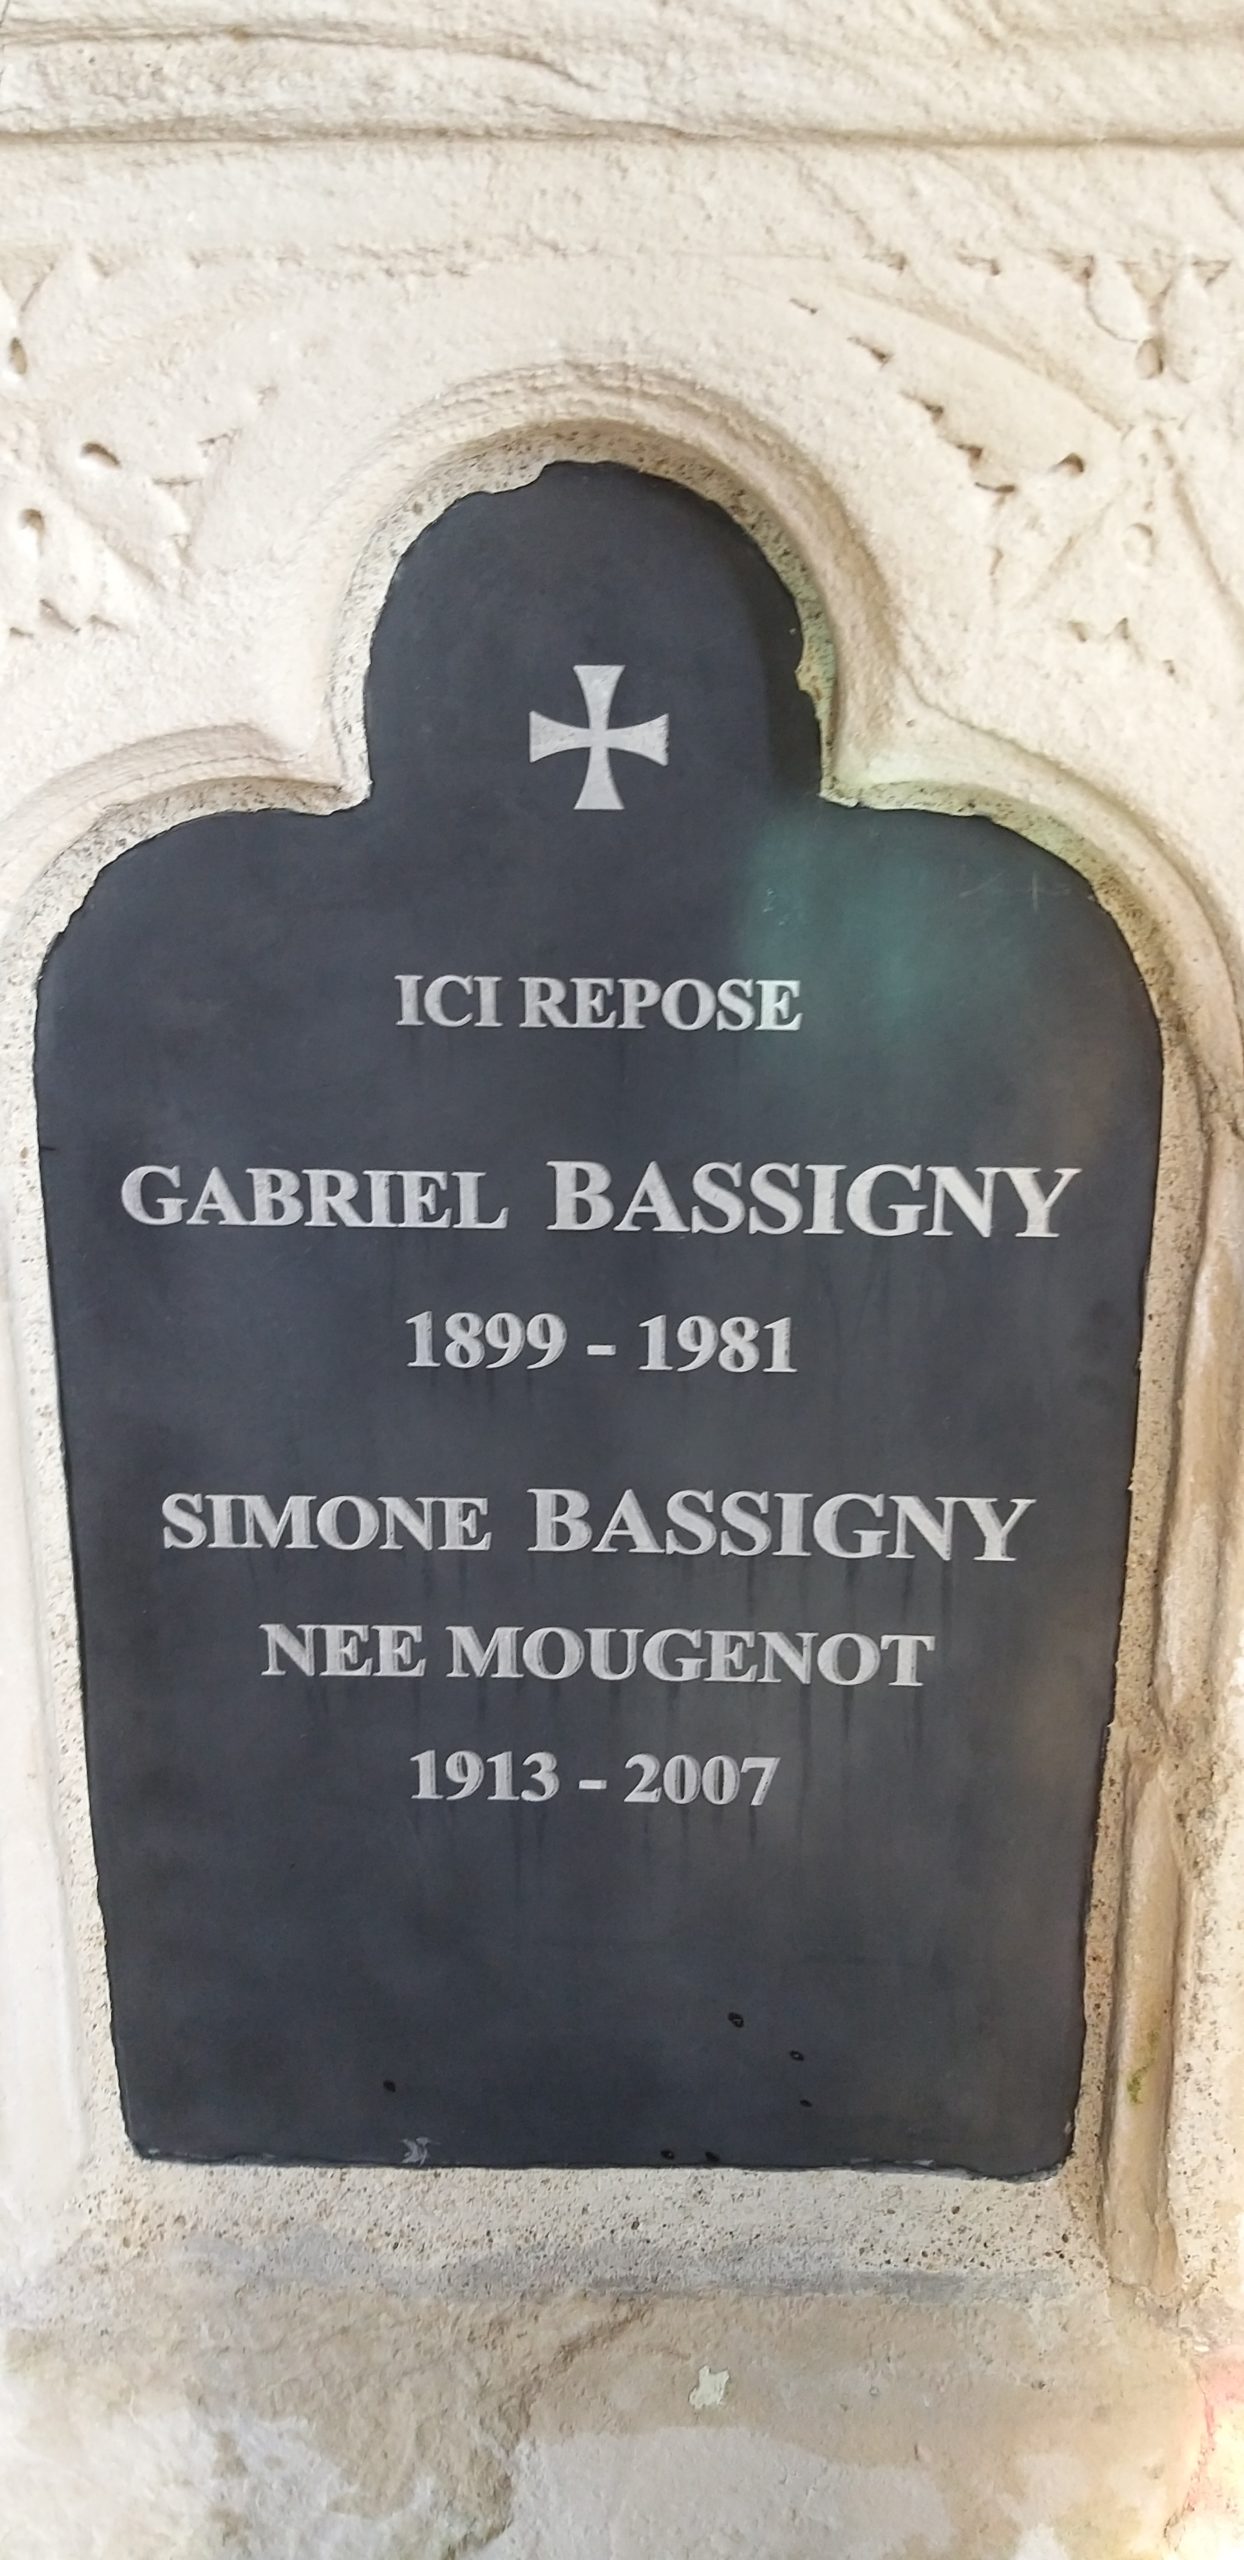 ICI REPOSE
GABRIEL BASSIGNY
1899 - 1981
SIMONE BASSIGNY
NEE MOUGENOT
1913 - 2007